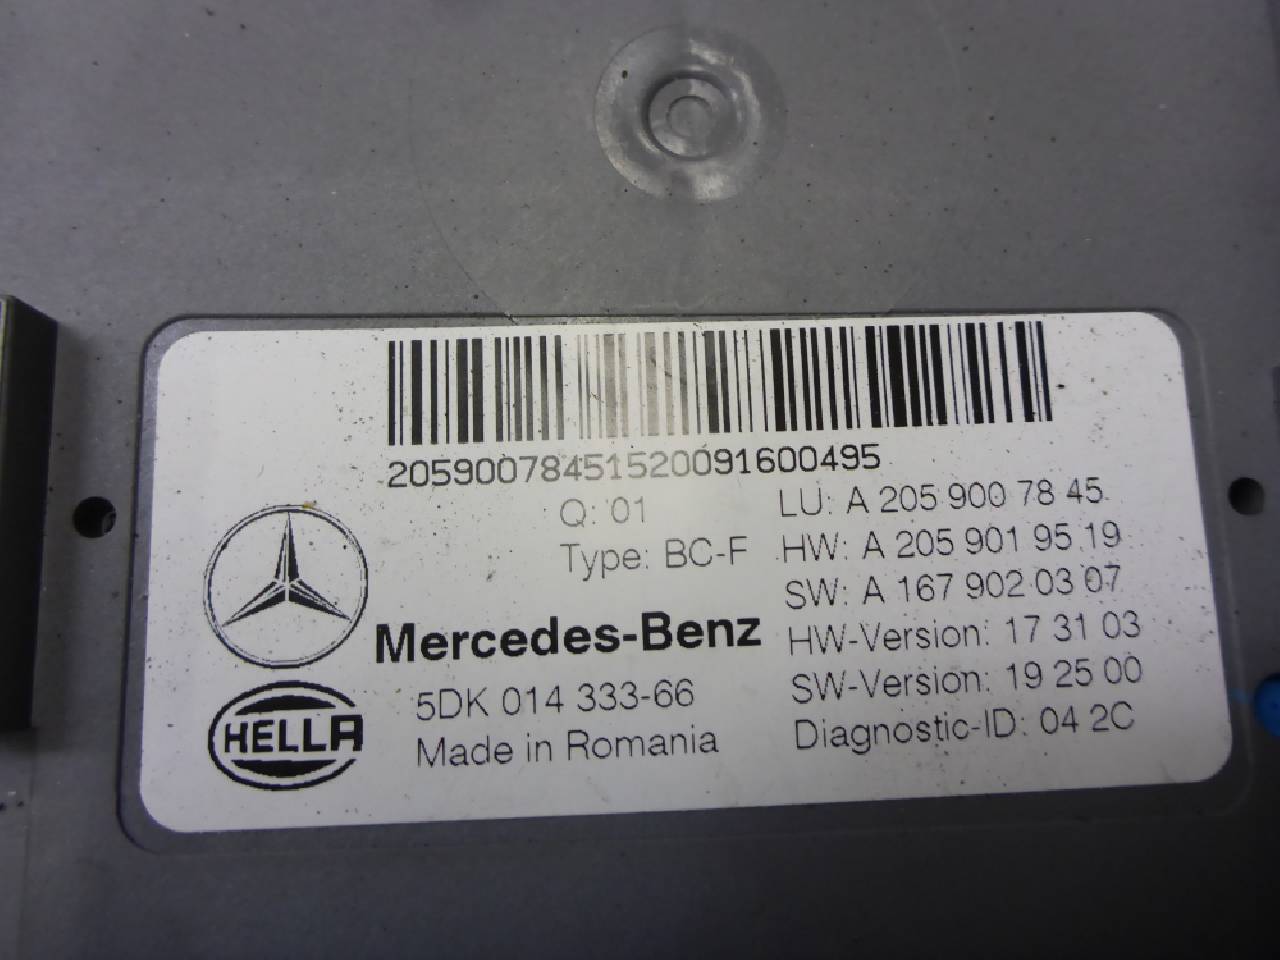 205900784515200​91600495
Q: 01
LU: A 205 900 78 45
Type: BC-F
HW: A 205 901 95 19
SW: A 167 902 03 07
Mercedes-Benz
HW-Version: 17 31 03
5DK 014 333-66
SW-Version: 19 25 00
HELLA
Made in Romania
Diagnostic-ID: 04 2C